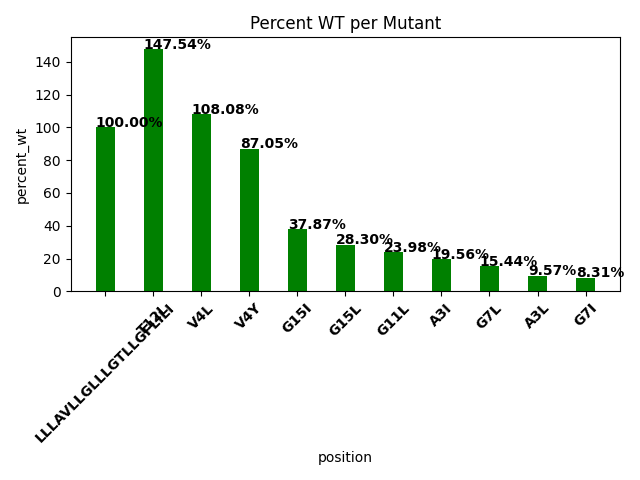 Percent WT per Mutant
percent_wt
140
120
100
80
60
40
20
0
100.00%
147.54%
108.08%
87.05%
37.87%
28.30%
23.98%
19.56%
15.44%
9.57%
8.31%
T12L
V4L
V4Y
G15I
G15L
G11L
A3I
G7L
A3L
G7I
position